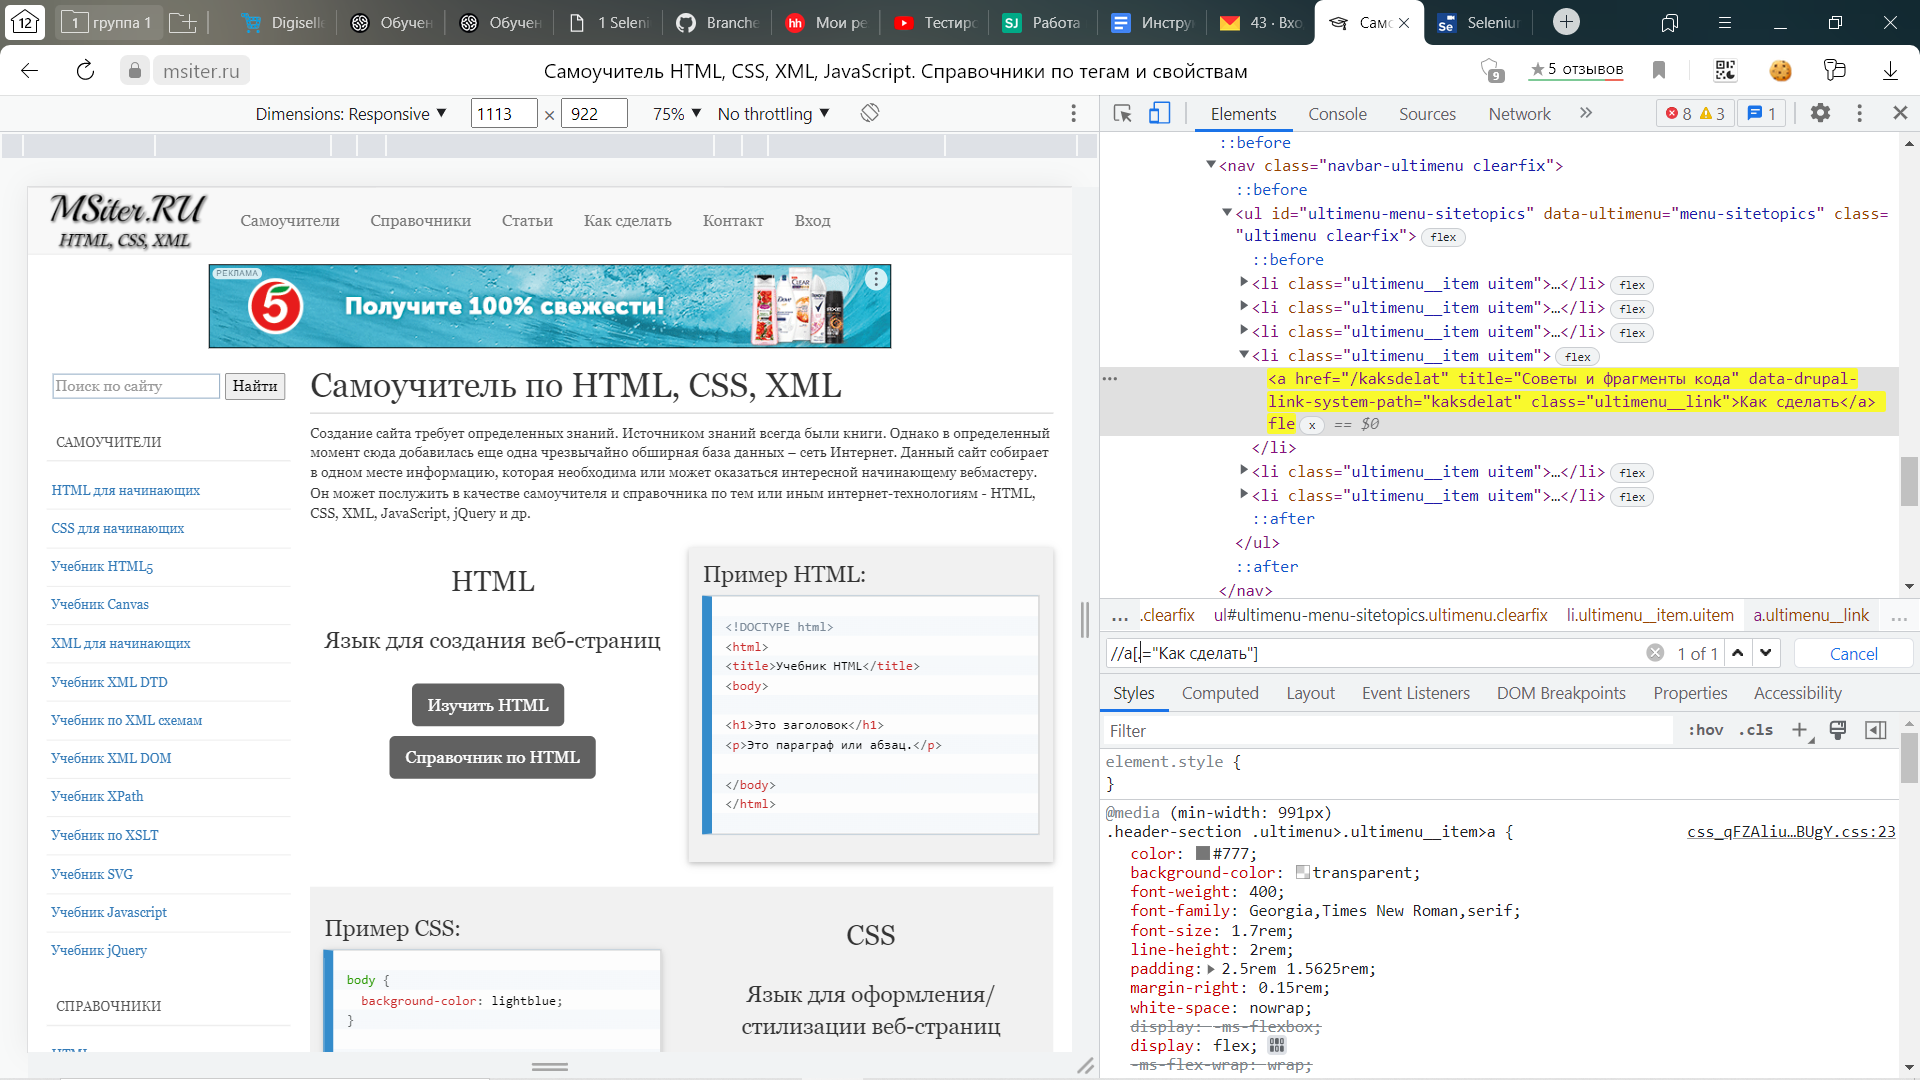 12
1 группа 1
Digiselle
Обучен
Обучен
1 Seleni
Branche
hh
Мои ре
Тестиро
SJ
Работа
Инстру
43 · Вхо
Само
Se
Seleniu
msiter.ru
Самоучитель HTML, CSS, XML, JavaScript. Справочники по тегам и свойствам
9
★5 отзывов
Dimensions: Responsive ▼
1113 × 922
75% ▼
No throttling ▼
MSiter.RU
HTML, CSS, XML
Самоучители
Справочники
Статьи
Как сделать
Контакт
Вход
РЕКЛАМА
5
Получите 100% свежести!
CLEAR
Dove
AXE
Поиск по сайту
Найти
САМОУЧИТЕЛИ
HTML для начинающих
CSS для начинающих
Учебник HTML5
Учебник Canvas
XML для начинающих
Учебник XML DTD
Учебник по XML схемам
Учебник XML DOM
Учебник XPath
Учебник по XSLT
Учебник SVG
Учебник Javascript
Учебник jQuery
СПРАВОЧНИКИ
HTML
Самоучитель по HTML, CSS, XML
Создание сайта требует определенных знаний. Источником знаний всегда были книги. Однако в определенный
момент сюда добавилась еще одна чрезвычайно обширная база данных – сеть Интернет. Данный сайт собирает
в одном месте информацию, которая необходима или может оказаться интересной начинающему вебмастеру.
Он может послужить в качестве самоучителя и справочника по тем или иным интернет-технологиям - HTML,
CSS, XML, JavaScript, jQuery и др.
HTML
Язык для создания веб-страниц
Изучить HTML
Справочник по HTML
Пример HTML:
<!DOCTYPE html>
<html>
<title>Учебник HTML</title>
<body>
<h1>Это заголовок</h1>
<p>Это параграф или абзац.</p>
</body>
</html>
Пример CSS:
body {
background-color: lightblue;
}
CSS
Язык для оформления/
стилизации веб-страниц
Elements
Console
Sources
Network
»
8
3
1
::before
<nav class="navbar-ultimenu clearfix">
::before
<ul id="ultimenu-menu-sitetopics" data-ultimenu="menu-sitetopics" class=
"ultimenu clearfix"> flex
::before
<li class="ultimenu__item uitem">…</li> flex
<li class="ultimenu__item uitem">…</li> flex
<li class="ultimenu__item uitem">…</li> flex
<li class="ultimenu__item uitem"> flex
<a href="/kaksdelat" title="Советы и фрагменты кода" data-drupal-
link-system-path="kaksdelat" class="ultimenu__link">Как сделать</a>
fle x == $0
</li>
<li class="ultimenu__item uitem">…</li> flex
<li class="ultimenu__item uitem">…</li> flex
::after
</ul>
::after
</nav>
… .clearfix
ul#ultimenu-menu-sitetopics.ultimenu.clearfix
li.ultimenu__item.uitem
a.ultimenu__link
…
//a[.="Как сделать"]
1 of 1
Cancel
Styles
Computed
Layout
Event Listeners
DOM Breakpoints
Properties
Accessibility
Filter
:hov
.cls
element.style {
}
@media (min-width: 991px)
.header-section .ultimenu>.ultimenu__item>a {
css_qFZAliu…BUgY.css:23
color: #777;
background-color: transparent;
font-weight: 400;
font-family: Georgia,Times New Roman,serif;
font-size: 1.7rem;
line-height: 2rem;
padding: 2.5rem 1.5625rem;
margin-right: 0.15rem;
white-space: nowrap;
display: -ms-flexbox;
display: flex;
-ms-flex-wrap: wrap;